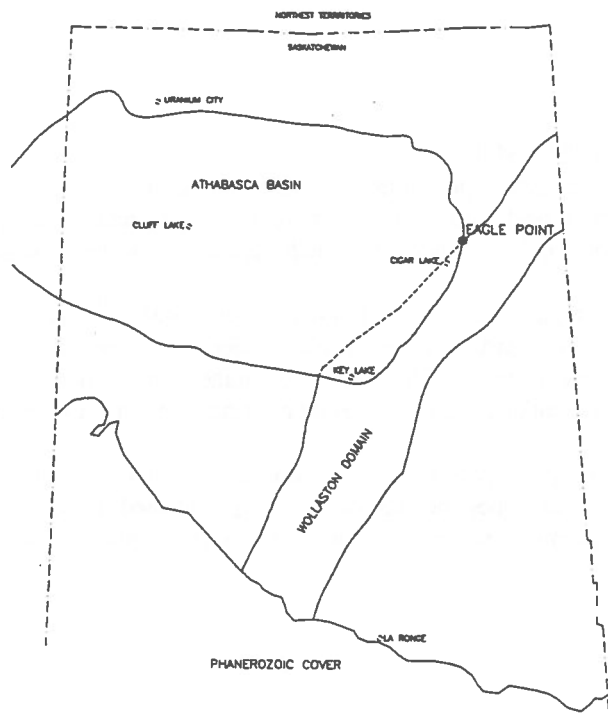 NORTHEST TERRITORIES
SASKATCHEWAN
URANIUM CITY
ATHABASCA BASIN
CLUFF LAKE
EAGLE POINT
CIGAR LAKE
KEY LAKE
WOLLASTON DOMAIN
LA RONGE
PHANEROZOIC COVER